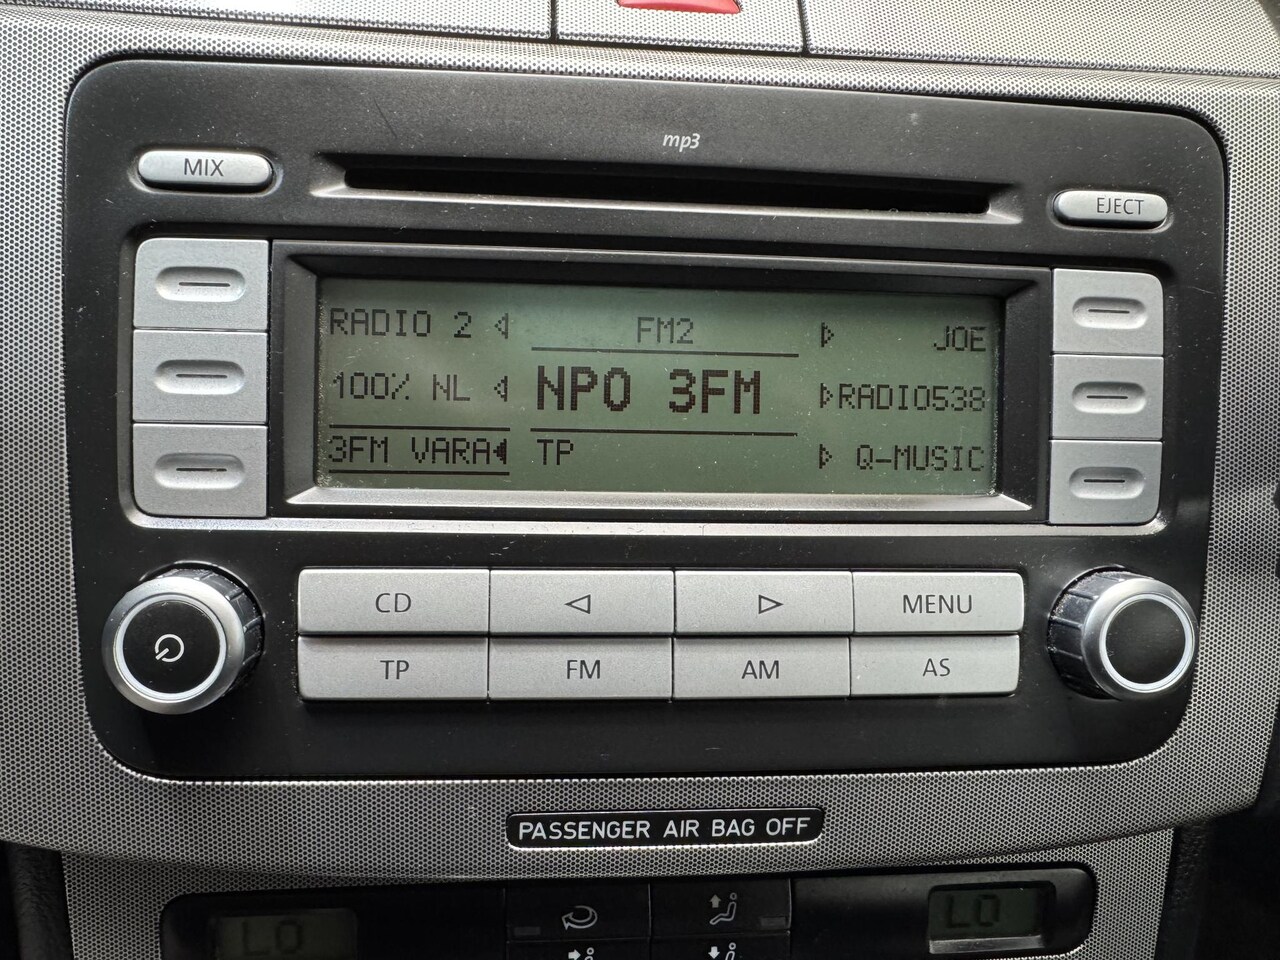 mp3
MIX
EJECT
RADIO 2 FM2 JOE
100% NL NPO 3FM RADIO538
3FM VARA TP Q-MUSIC
CD MENU
TP FM AM AS
PASSENGER AIR BAG OFF
LO LO